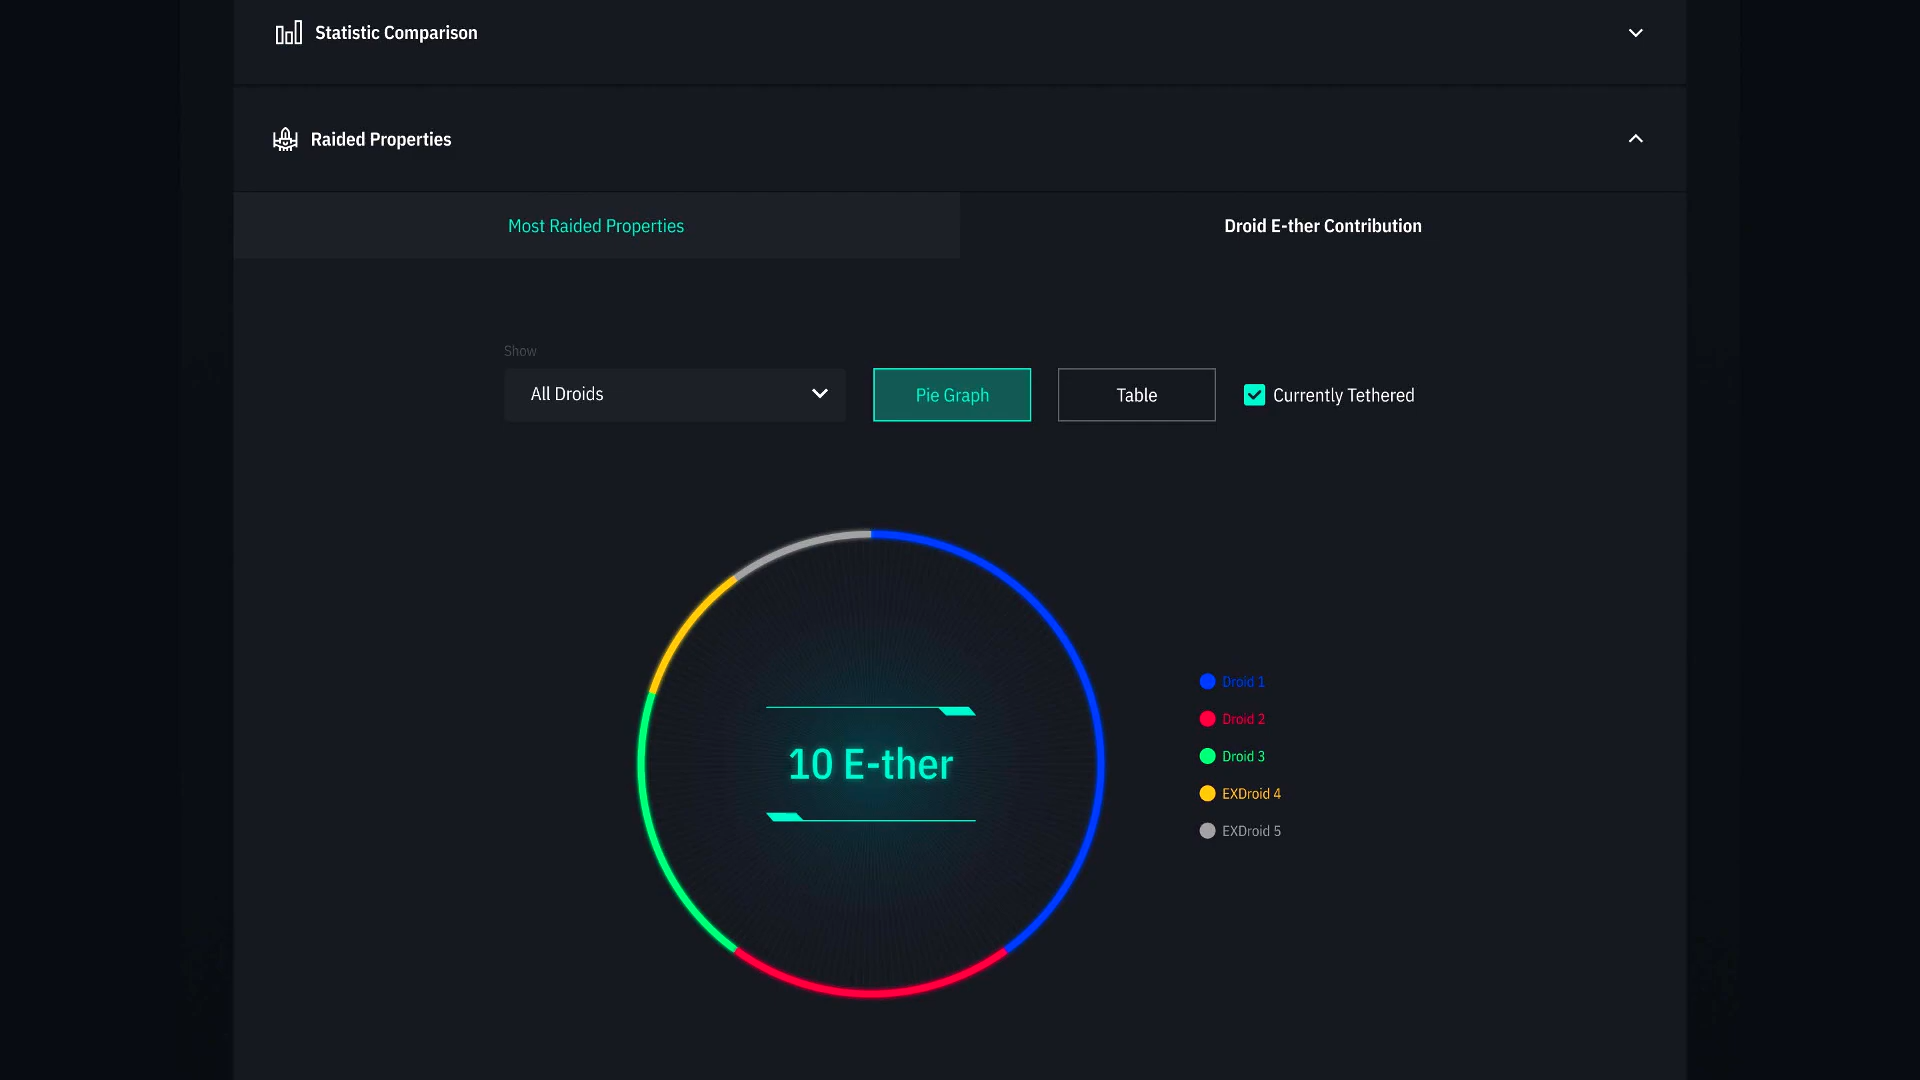 Statistic Comparison
Raided Properties
Most Raided Properties
Droid E-ther Contribution
Show
All Droids
Pie Graph
Table
Currently Tethered
10 E-ther
Droid 1
Droid 2
Droid 3
EXDroid 4
EXDroid 5